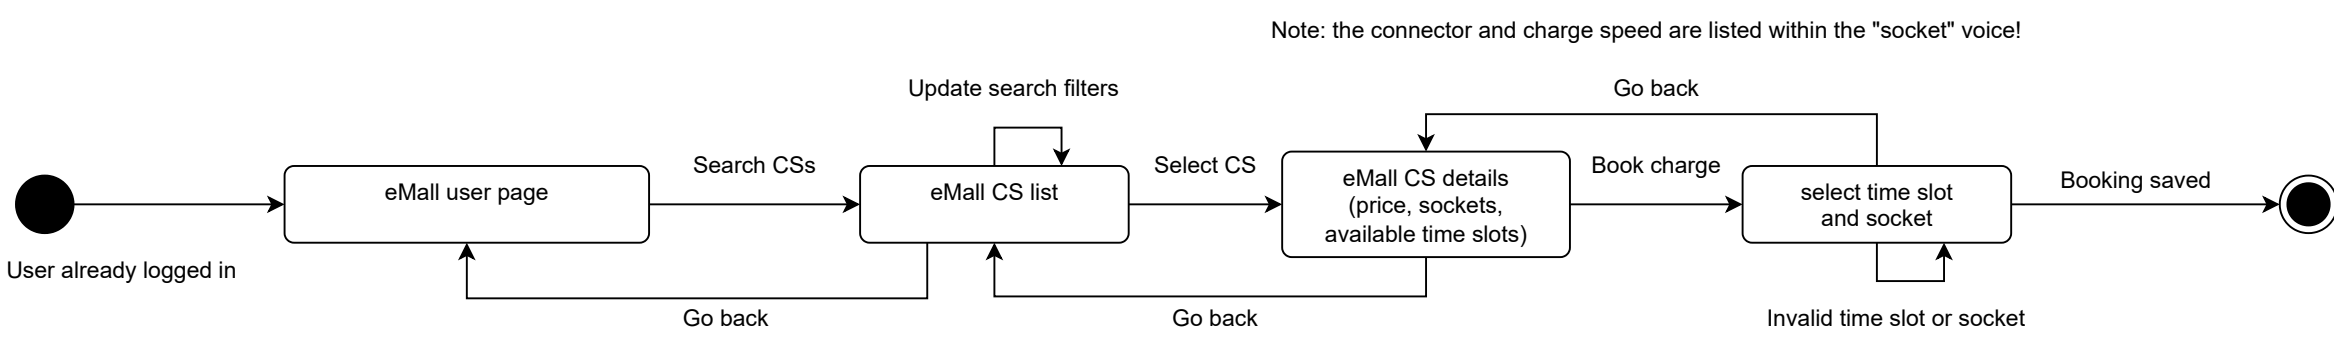 Note: the connector and charge speed are listed within the "socket" voice!
Update search filters
Go back
Search CSs
Select CS
Book charge
Booking saved
eMall user page
eMall CS list
eMall CS details
(price, sockets,
available time slots)
select time slot
and socket
User already logged in
Go back
Go back
Invalid time slot or socket